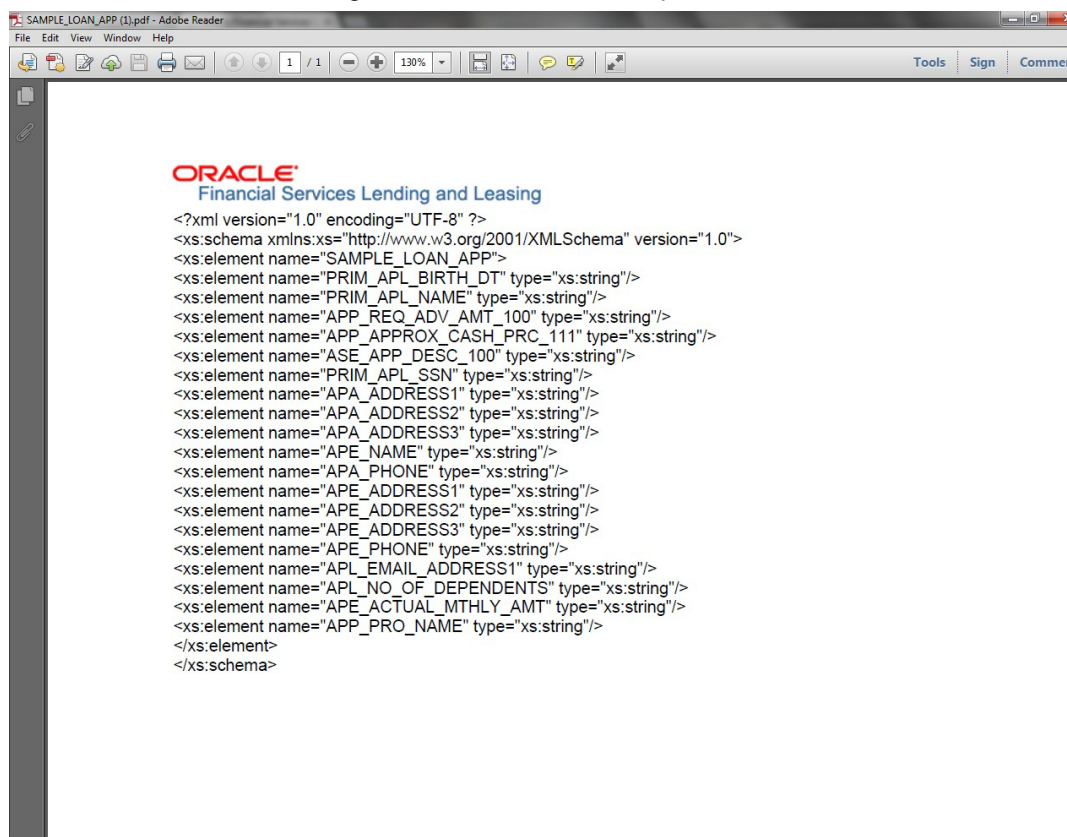 SAMPLE_LOAN_APP (1).pdf - Adobe Reader
File Edit View Window Help
1 / 1 130% Tools Sign Comme
ORACLE
Financial Services Lending and Leasing
<?xml version="1.0" encoding="UTF-8" ?>
<xs:schema xmlns:xs="http://www.w3.org/2001/XMLSchema" version="1.0">
<xs:element name="SAMPLE_LOAN_APP">
<xs:element name="PRIM_APL_BIRTH_DT" type="xs:string"/>
<xs:element name="PRIM_APL_NAME" type="xs:string"/>
<xs:element name="APP_REQ_ADV_AMT_100" type="xs:string"/>
<xs:element name="APP_APPROX_CASH_PRC_111" type="xs:string"/>
<xs:element name="ASE_APP_DESC_100" type="xs:string"/>
<xs:element name="PRIM_APL_SSN" type="xs:string"/>
<xs:element name="APA_ADDRESS1" type="xs:string"/>
<xs:element name="APA_ADDRESS2" type="xs:string"/>
<xs:element name="APA_ADDRESS3" type="xs:string"/>
<xs:element name="APE_NAME" type="xs:string"/>
<xs:element name="APA_PHONE" type="xs:string"/>
<xs:element name="APE_ADDRESS1" type="xs:string"/>
<xs:element name="APE_ADDRESS2" type="xs:string"/>
<xs:element name="APE_ADDRESS3" type="xs:string"/>
<xs:element name="APE_PHONE" type="xs:string"/>
<xs:element name="APL_EMAIL_ADDRESS1" type="xs:string"/>
<xs:element name="APL_NO_OF_DEPENDENTS" type="xs:string"/>
<xs:element name="APE_ACTUAL_MTHLY_AMT" type="xs:string"/>
<xs:element name="APP_PRO_NAME" type="xs:string"/>
</xs:element>
</xs:schema>